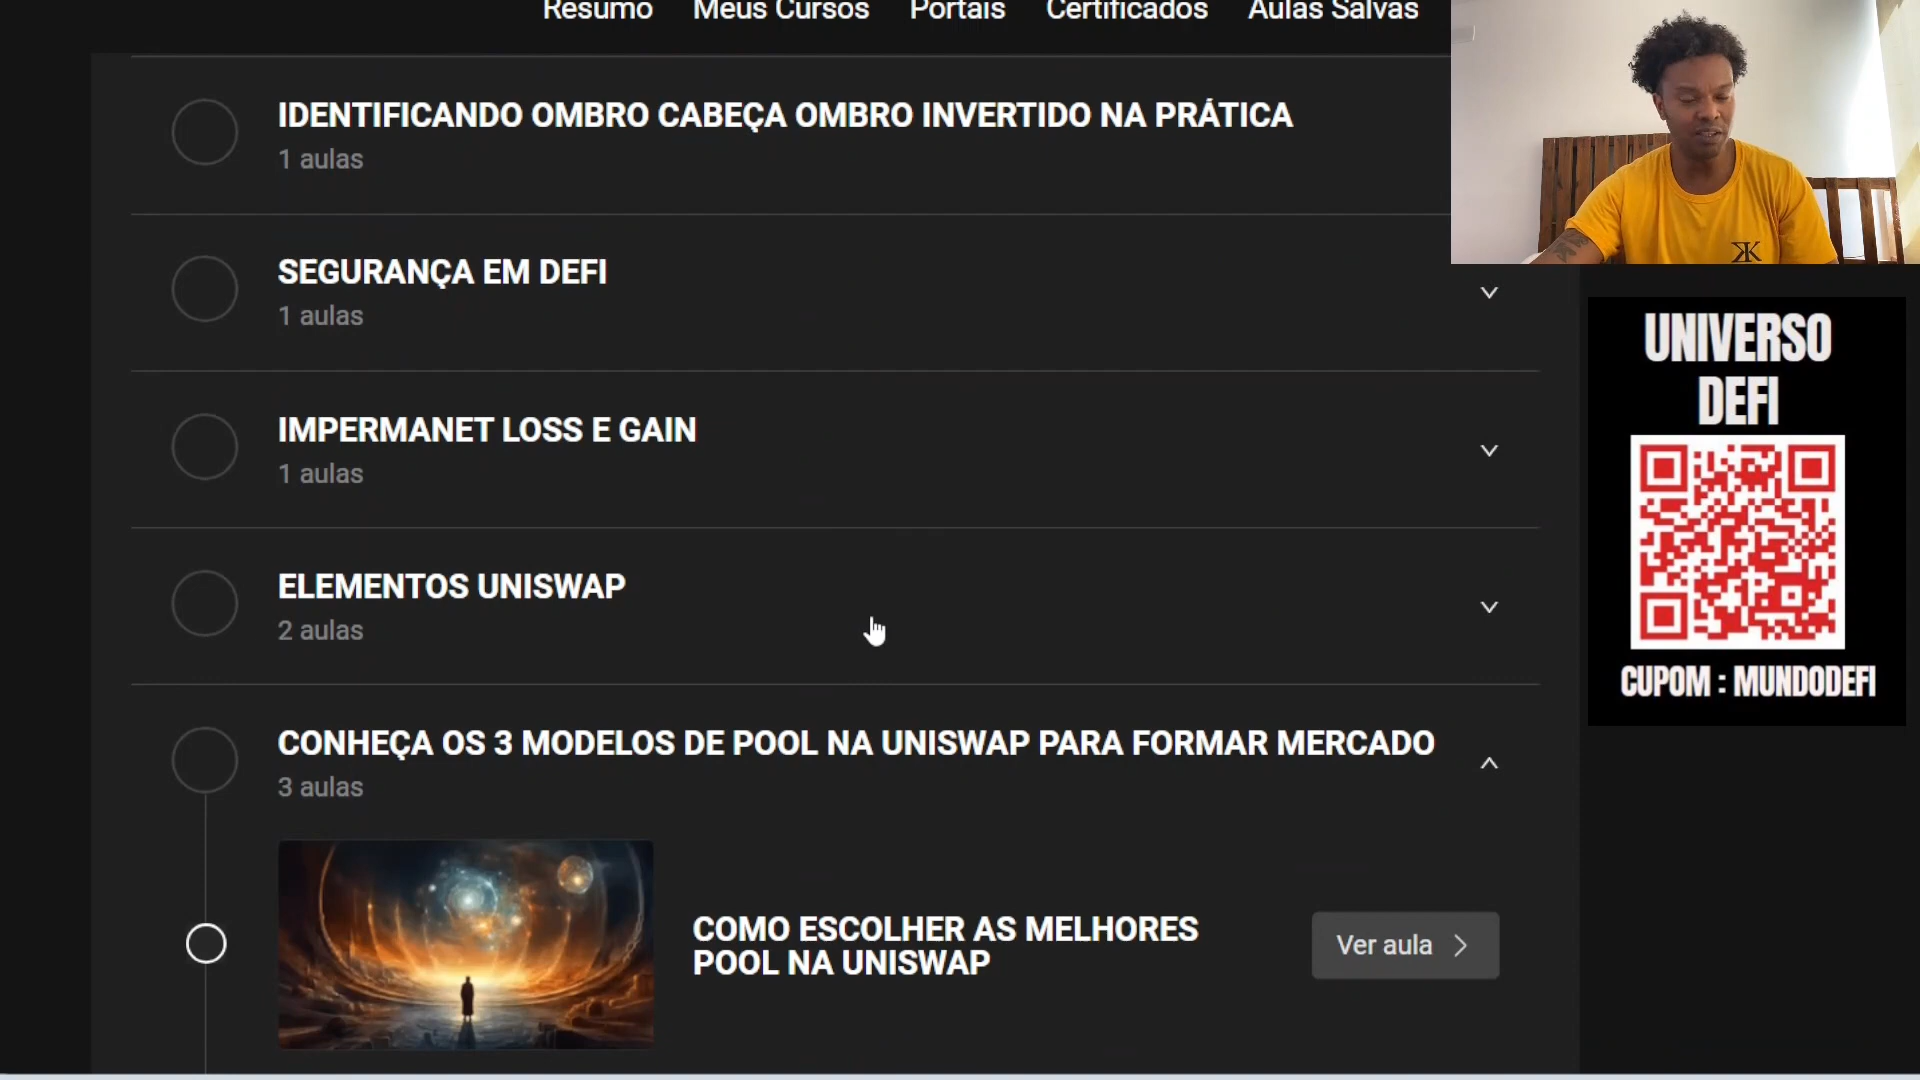 Resumo Meus Cursos Portais Certificados Aulas Salvas
IDENTIFICANDO OMBRO CABEÇA OMBRO INVERTIDO NA PRÁTICA
1 aulas
SEGURANÇA EM DEFI
1 aulas
IMPERMANET LOSS E GAIN
1 aulas
ELEMENTOS UNISWAP
2 aulas
CONHEÇA OS 3 MODELOS DE POOL NA UNISWAP PARA FORMAR MERCADO
3 aulas
COMO ESCOLHER AS MELHORES
POOL NA UNISWAP
Ver aula
UNIVERSO
DEFI
CUPOM : MUNDODEFI